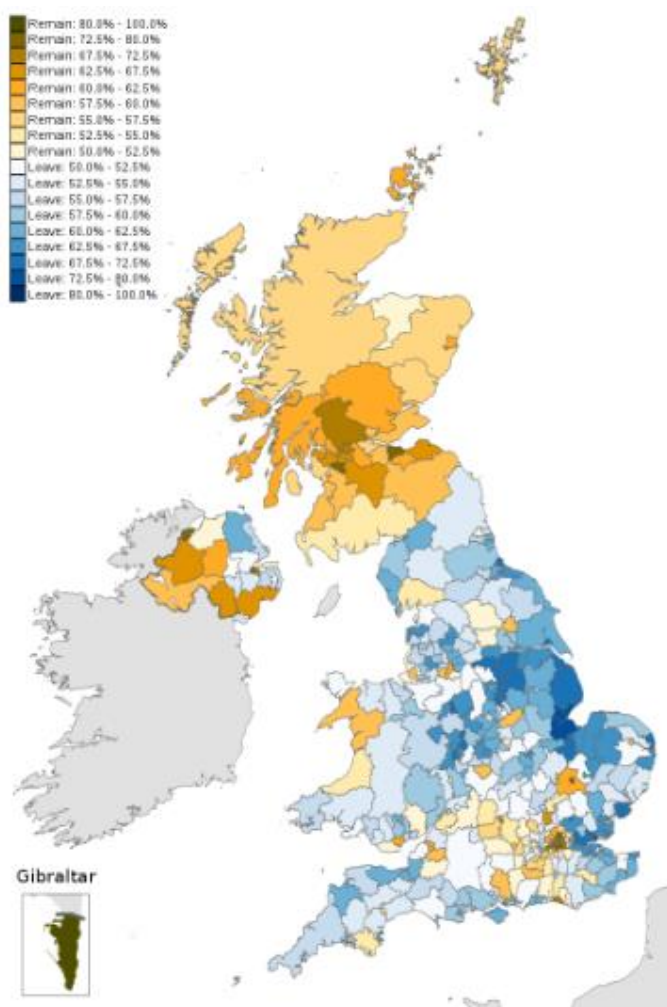 Remain: 80.0% - 100.0%
Remain: 72.5% - 80.0%
Remain: 67.5% - 72.5%
Remain: 62.5% - 67.5%
Remain: 60.0% - 62.5%
Remain: 57.5% - 60.0%
Remain: 55.0% - 57.5%
Remain: 52.5% - 55.0%
Remain: 50.0% - 52.5%
Leave: 50.0% - 52.5%
Leave: 52.5% - 55.0%
Leave: 55.0% - 57.5%
Leave: 57.5% - 60.0%
Leave: 60.0% - 62.5%
Leave: 62.5% - 67.5%
Leave: 67.5% - 72.5%
Leave: 72.5% - 80.0%
Leave: 80.0% - 100.0%
Gibraltar